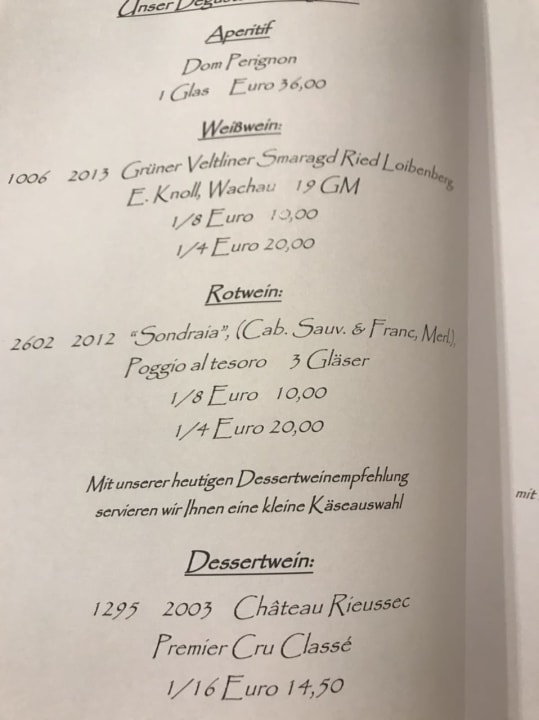 Unser
Aperitif
Dom Perignon
1 Glas Euro 36,00
Weißwein:
1006 2013 Grüner Veltliner Smaragd Ried Loibenberg
E. Knoll, Wachau 19 GM
1/8 Euro 10,00
1/4 Euro 20,00
Rotwein:
2602 2012 "Sondraia", (Cab. Sauv. & Franc, Merl.),
Poggio al tesoro 3 Gläser
1/8 Euro 10,00
1/4 Euro 20,00
Mit unserer heutigen Dessertweinempfehlung
servieren wir Ihnen eine kleine Käseauswahl
mit
Dessertwein:
1295 2003 Château Rieussec
Premier Cru Classé
1/16 Euro 14,50